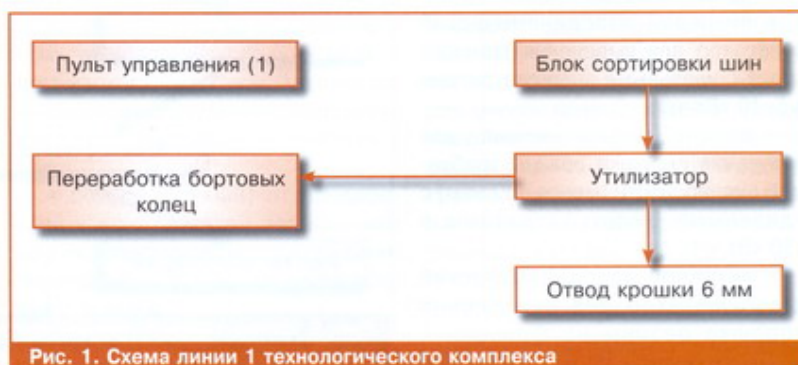 Пульт управления (1)
Блок сортировки шин
Переработка бортовых
колец
Утилизатор
Отвод крошки 6 мм
Рис. 1. Схема линии 1 технологического комплекса